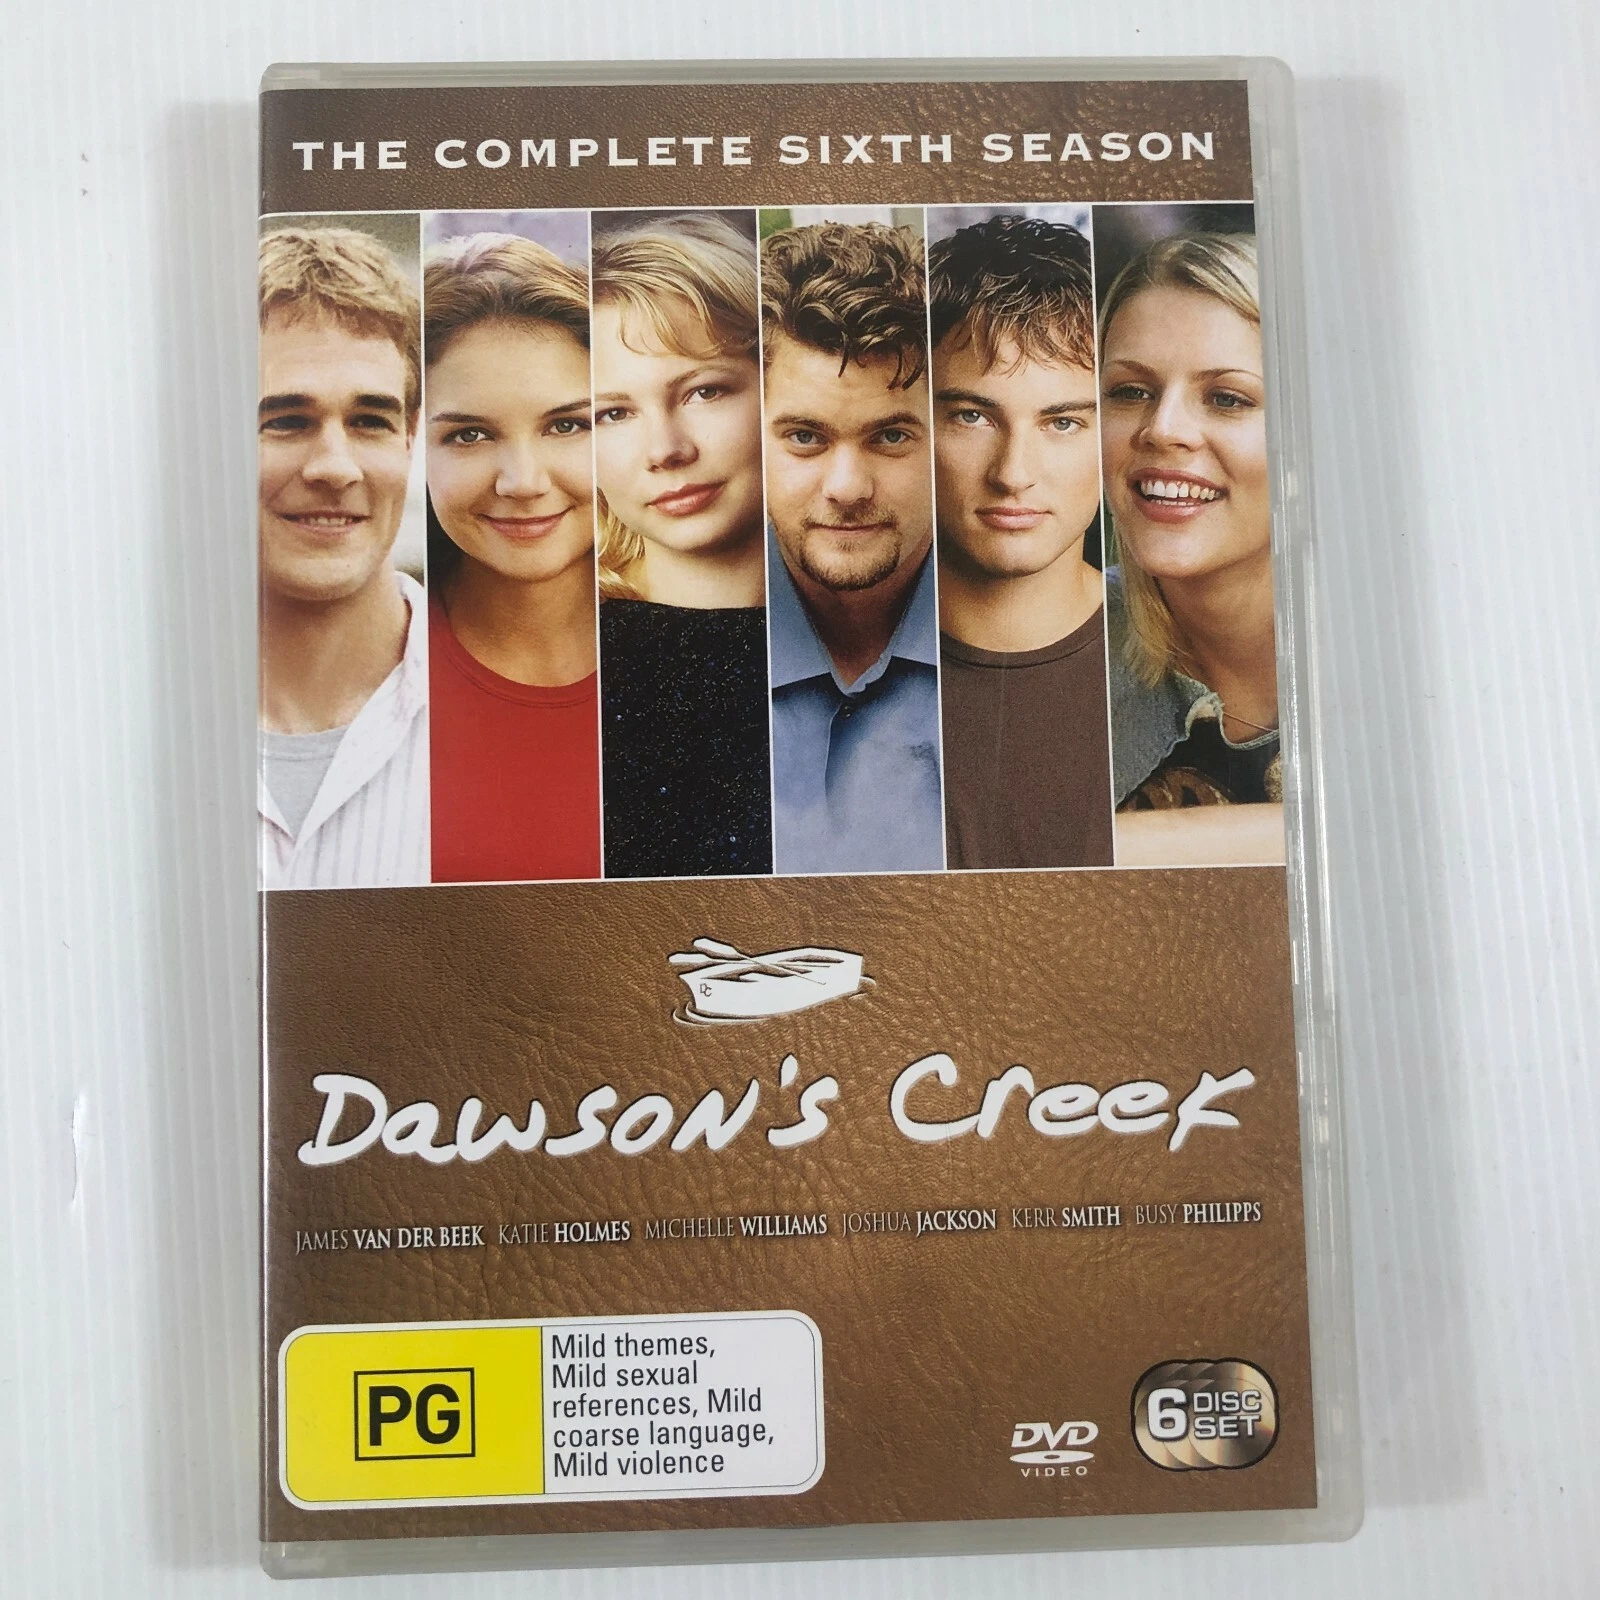 THE COMPLETE SIXTH SEASON
DC
Dawson's Creek
JAMES VAN DER BEEK KATIE HOLMES MICHELLE WILLIAMS JOSHUA JACKSON KERR SMITH BUSY PHILIPPS
PG
Mild themes,
Mild sexual
references, Mild
coarse language,
Mild violence
DVD
VIDEO
6 DISC
SET